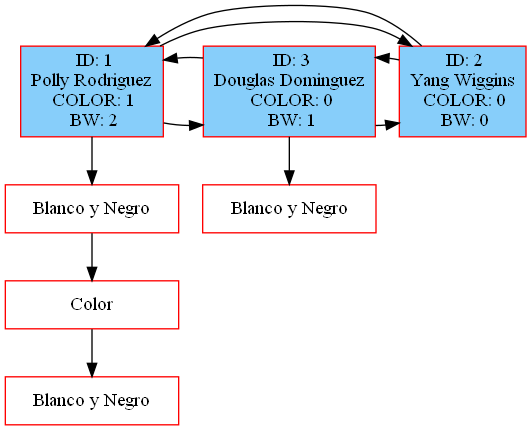 ID: 1
Polly Rodriguez
COLOR: 1
BW: 2
ID: 3
Douglas Dominguez
COLOR: 0
BW: 1
ID: 2
Yang Wiggins
COLOR: 0
BW: 0
Blanco y Negro
Blanco y Negro
Color
Blanco y Negro